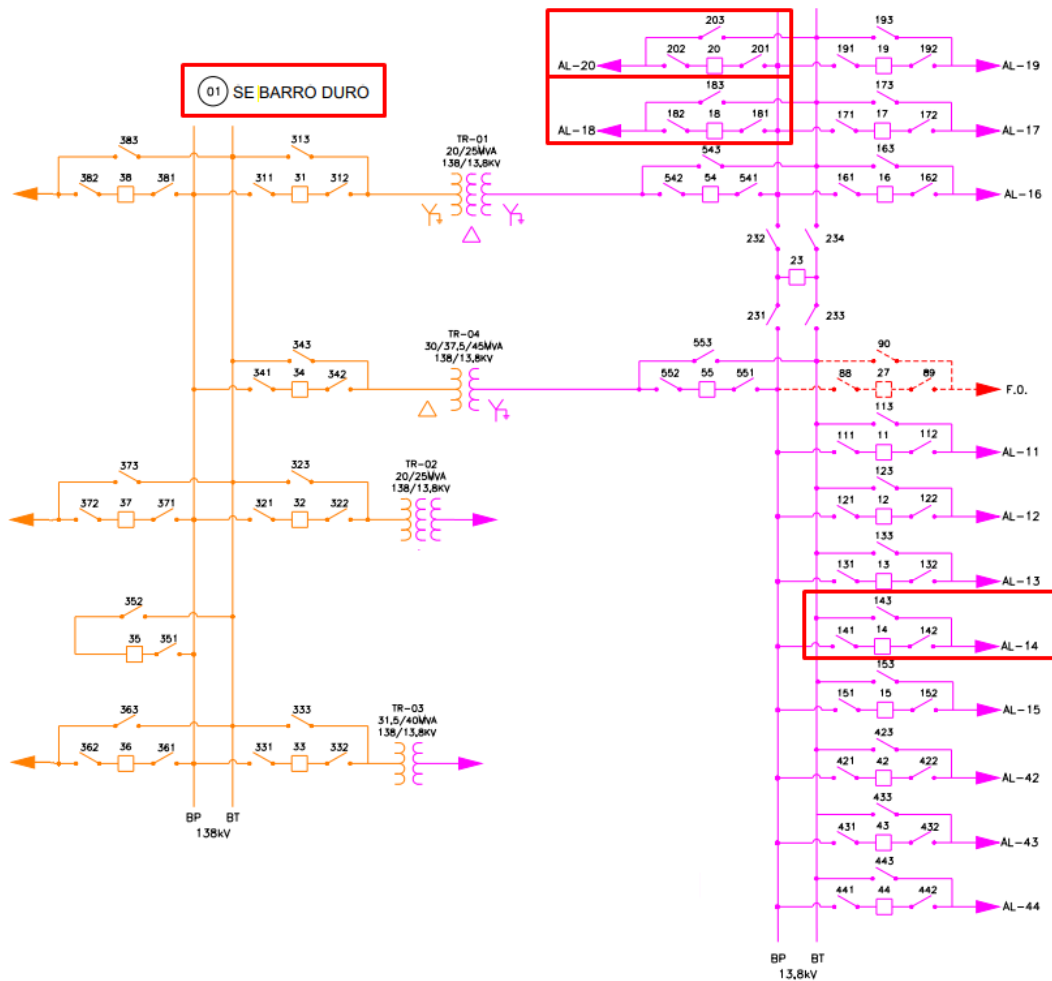 01 SE BARRO DURO
203
193
AL-20 202 20 201 191 19 192 AL-19
183
173
AL-18 182 18 181 171 17 172 AL-17
383
313
TR-01
20/25MVA
138/13,8KV
543
163
382 38 381 311 31 312 542 54 541 161 16 162 AL-16
232 234
23
231 233
343
TR-04
30/37,5/45MVA
138/13,8KV
553
90
341 34 342 552 55 551 88 27 89 F.O.
113
111 11 112 AL-11
373
323
TR-02
20/25MVA
138/13,8KV
123
372 37 371 321 32 322 121 12 122 AL-12
133
131 13 132 AL-13
352
143
35 351 141 14 142 AL-14
153
363
333
TR-03
31,5/40MVA
138/13,8KV
151 15 152 AL-15
423
362 36 361 331 33 332 421 42 422 AL-42
BP BT
138kV
433
431 43 432 AL-43
443
441 44 442 AL-44
BP BT
13,8kV